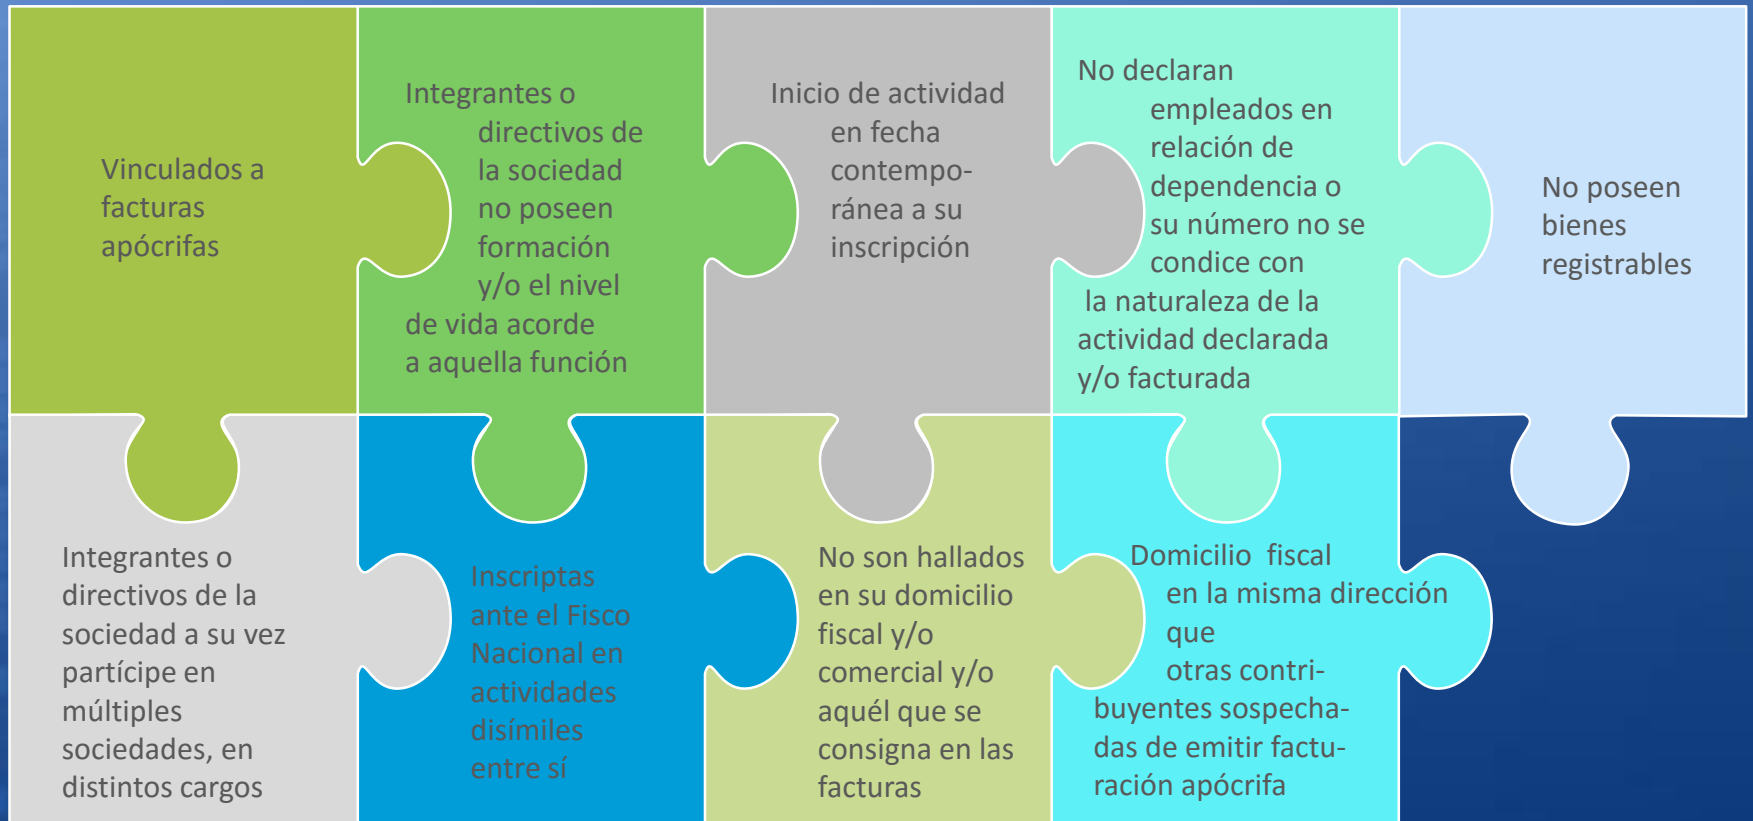 Vinculados a
facturas
apócrifas
Integrantes o
directivos de
la sociedad
no poseen
formación
y/o el nivel
de vida acorde
a aquella función
Inicio de actividad
en fecha
contempo-
ránea a su
inscripción
No declaran
empleados en
relación de
dependencia o
su número no se
condice con
la naturaleza de la
actividad declarada
y/o facturada
No poseen
bienes
registrables
Integrantes o
directivos de la
sociedad a su vez
partícipe en
múltiples
sociedades, en
distintos cargos
Inscriptas
ante el Fisco
Nacional en
actividades
disímiles
entre sí
No son hallados
en su domicilio
fiscal y/o
comercial y/o
aquél que se
consigna en las
facturas
Domicilio fiscal
en la misma dirección
que
otras contri-
buyentes sospecha-
das de emitir factu-
ración apócrifa